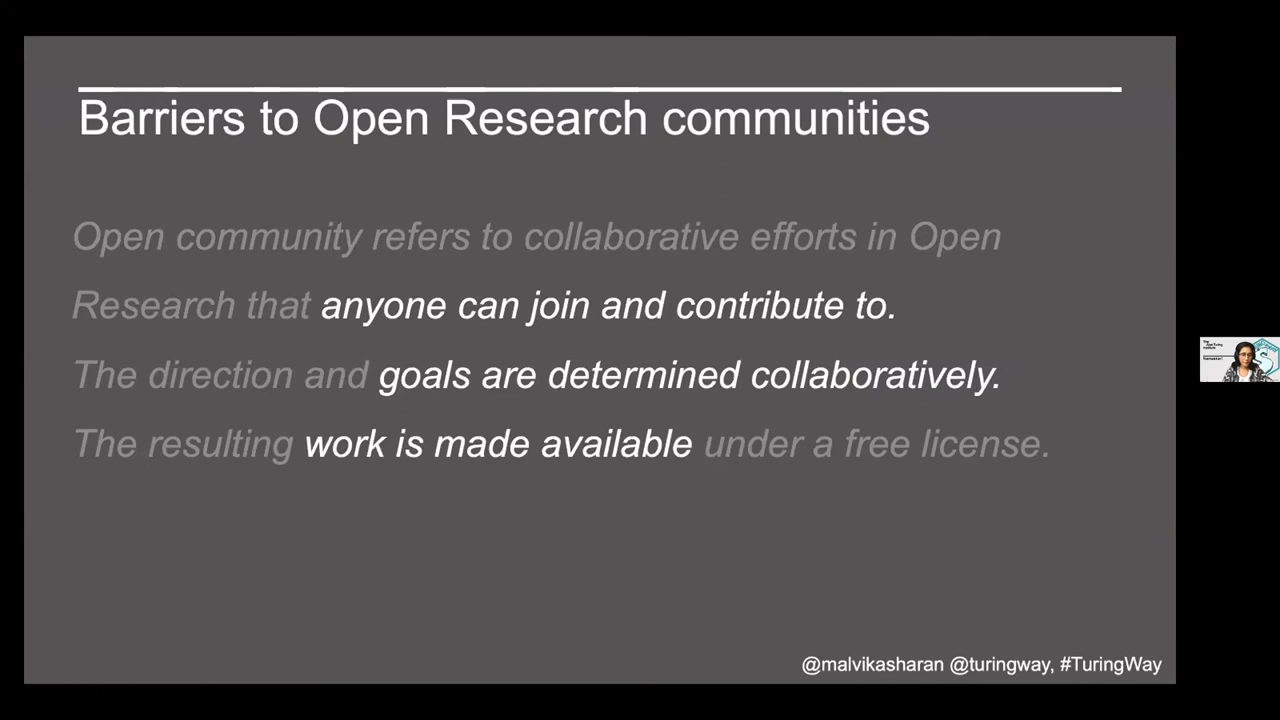 Barriers to Open Research communities
Open community refers to collaborative efforts in Open
Research that anyone can join and contribute to.
The direction and goals are determined collaboratively.
The resulting work is made available under a free license.
@malvikasharan @turingway, #TuringWay